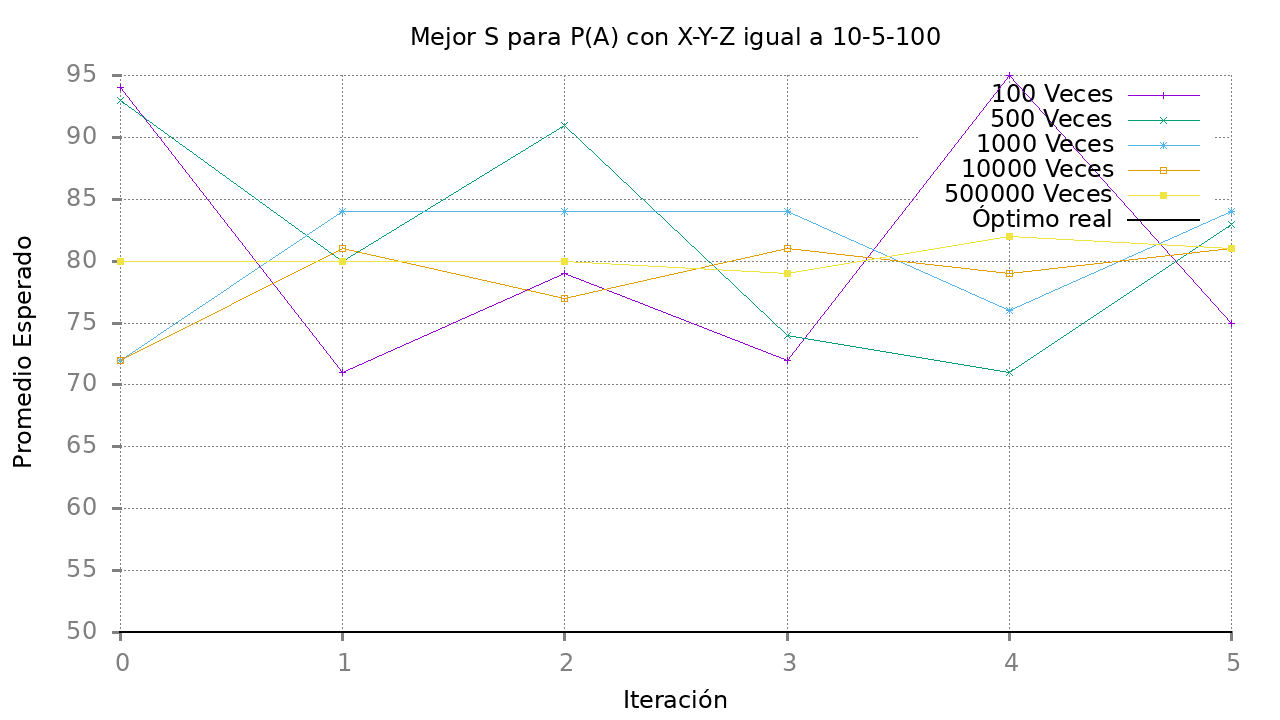 Mejor S para P(A) con X-Y-Z igual a 10-5-100
95
90
85
80
75
70
65
60
55
50
Promedio Esperado
100 Veces
500 Veces
1000 Veces
10000 Veces
500000 Veces
Óptimo real
0 1 2 3 4 5
Iteración